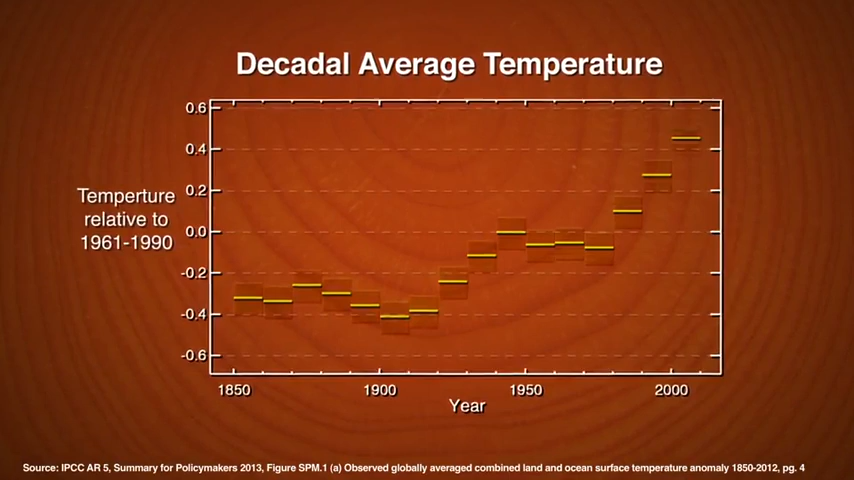 Decadal Average Temperature
Temperture
relative to
1961-1990
0.6
0.4
0.2
0.0
-0.2
-0.4
-0.6
1850
1900
1950
2000
Year
Source: IPCC AR 5, Summary for Policymakers 2013, Figure SPM.1 (a) Observed globally averaged combined land and ocean surface temperature anomaly 1850-2012, pg. 4